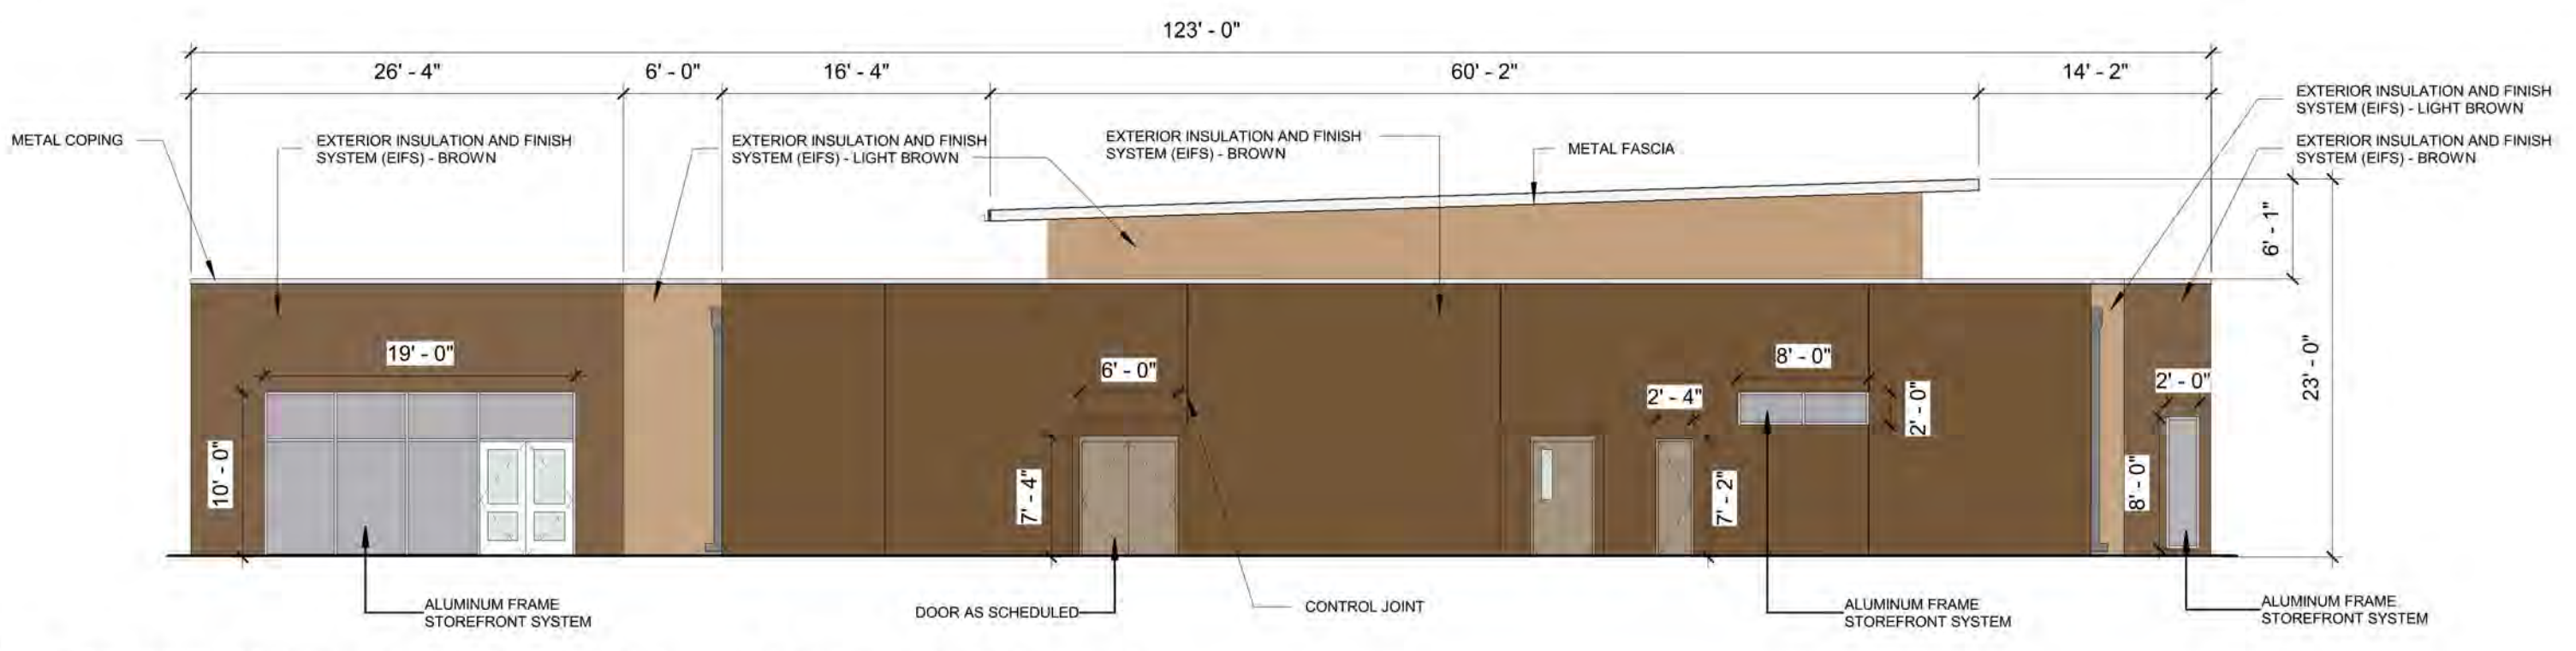 123' - 0"
26' - 4"
6' - 0"
16' - 4"
60' - 2"
14' - 2"
METAL COPING
EXTERIOR INSULATION AND FINISH
SYSTEM (EIFS) - BROWN
EXTERIOR INSULATION AND FINISH
SYSTEM (EIFS) - LIGHT BROWN
EXTERIOR INSULATION AND FINISH
SYSTEM (EIFS) - BROWN
METAL FASCIA
EXTERIOR INSULATION AND FINISH
SYSTEM (EIFS) - LIGHT BROWN
EXTERIOR INSULATION AND FINISH
SYSTEM (EIFS) - BROWN
6' - 1"
23' - 0"
19' - 0"
10' - 0"
6' - 0"
7' - 4"
2' - 4"
7' - 2"
8' - 0"
2' - 0"
2' - 0"
8' - 0"
ALUMINUM FRAME
STOREFRONT SYSTEM
DOOR AS SCHEDULED
CONTROL JOINT
ALUMINUM FRAME
STOREFRONT SYSTEM
ALUMINUM FRAME
STOREFRONT SYSTEM